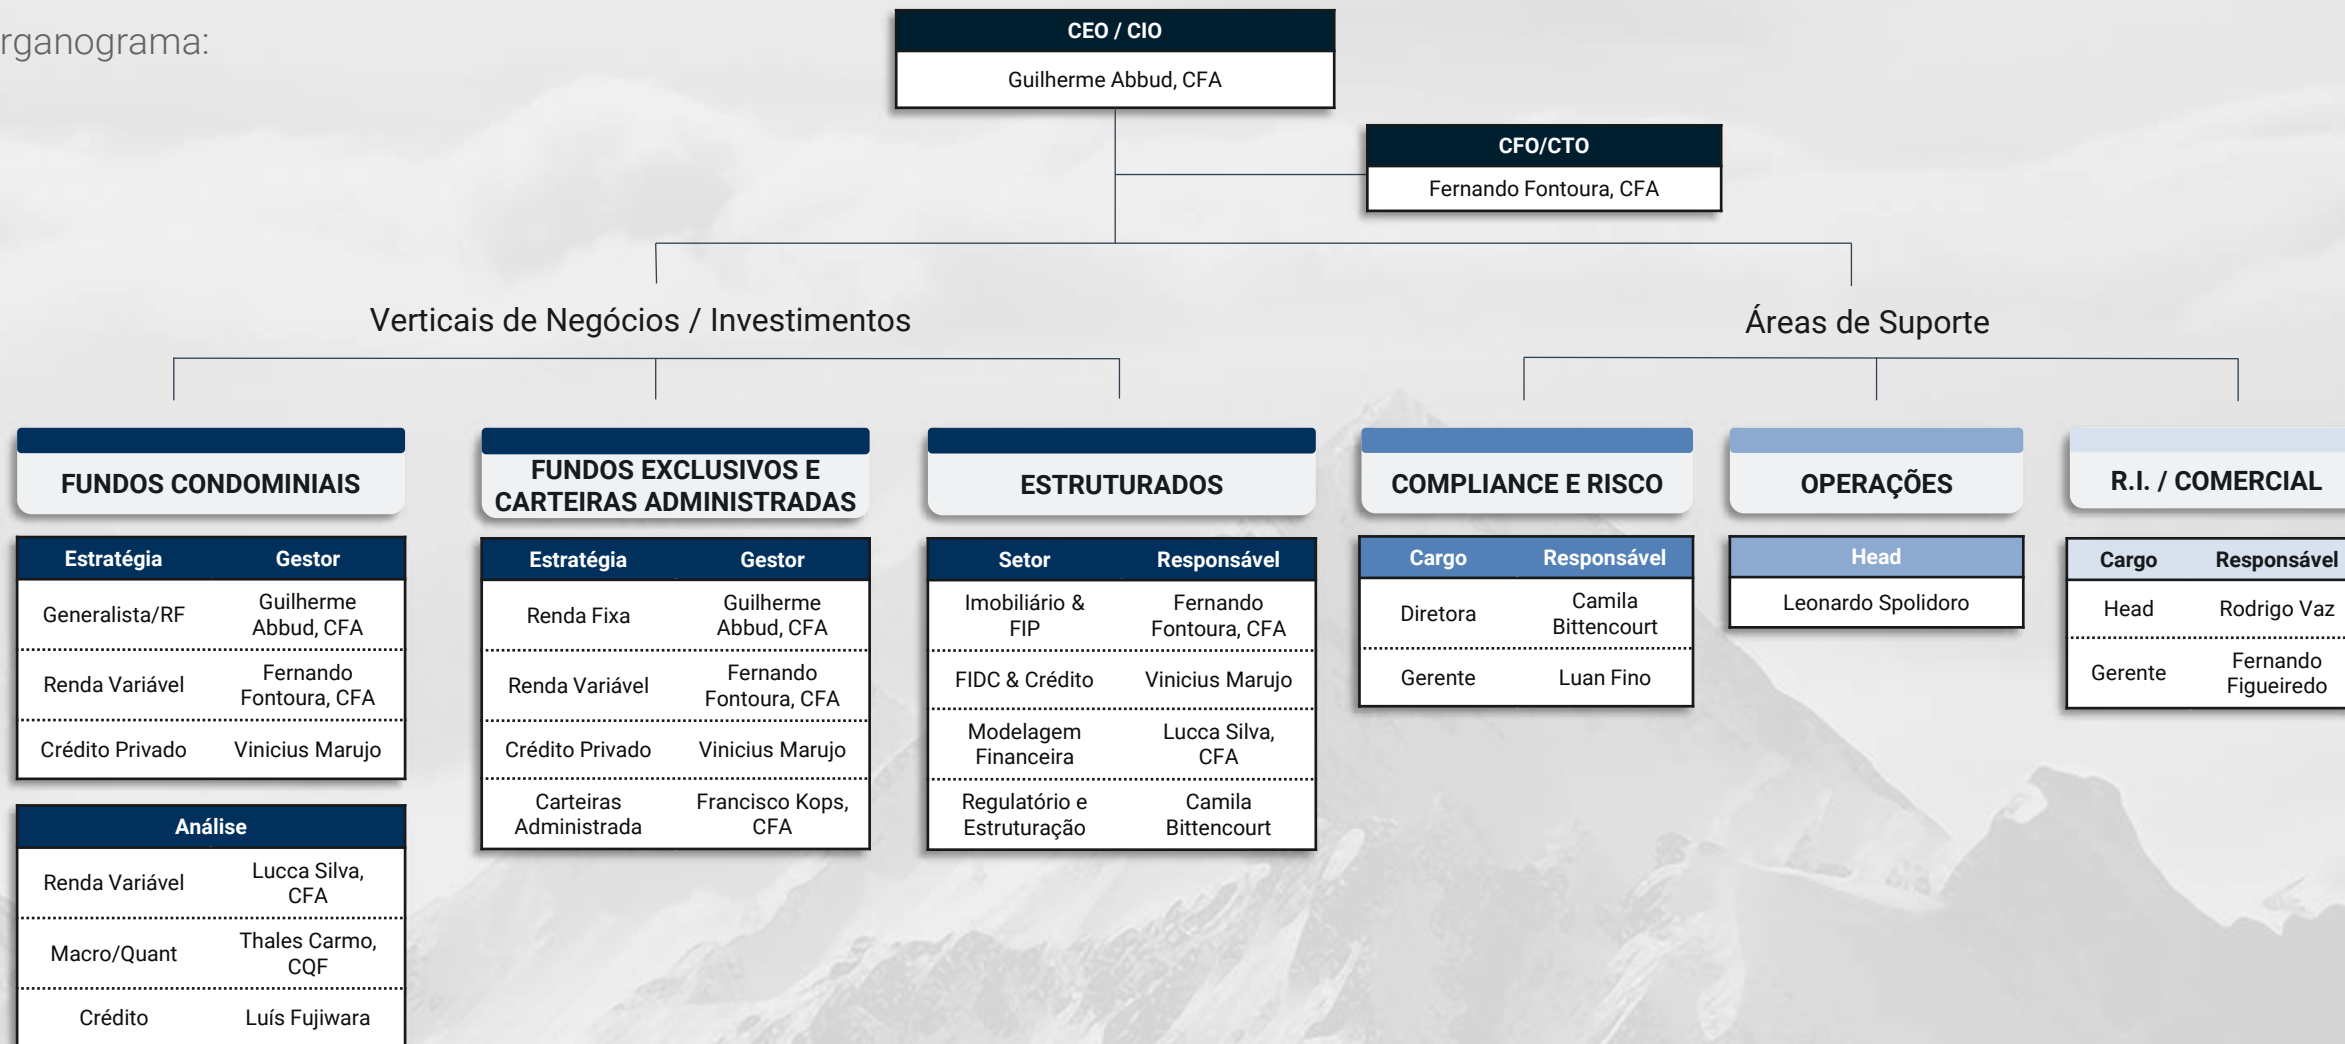 rganograma:
CEO / CIO
Guilherme Abbud, CFA
CFO/CTO
Fernando Fontoura, CFA
Verticais de Negócios / Investimentos
Áreas de Suporte
FUNDOS CONDOMINIAIS
Estratégia Gestor
Generalista/RF
Guilherme
Abbud, CFA
Renda Variável
Fernando
Fontoura, CFA
Crédito Privado Vinicius Marujo
Análise
Renda Variável
Lucca Silva,
CFA
Macro/Quant
Thales Carmo,
CQF
Crédito Luís Fujiwara
FUNDOS EXCLUSIVOS E
CARTEIRAS ADMINISTRADAS
Estratégia Gestor
Renda Fixa
Guilherme
Abbud, CFA
Renda Variável
Fernando
Fontoura, CFA
Crédito Privado Vinicius Marujo
Carteiras
Administrada
Francisco Kops,
CFA
ESTRUTURADOS
Setor Responsável
Imobiliário &
FIP
Fernando
Fontoura, CFA
FIDC & Crédito Vinicius Marujo
Modelagem
Financeira
Lucca Silva,
CFA
Regulatório e
Estruturação
Camila
Bittencourt
COMPLIANCE E RISCO
Cargo Responsável
Diretora
Camila
Bittencourt
Gerente Luan Fino
OPERAÇÕES
Head
Leonardo Spolidoro
R.I. / COMERCIAL
Cargo Responsável
Head Rodrigo Vaz
Gerente
Fernando
Figueiredo